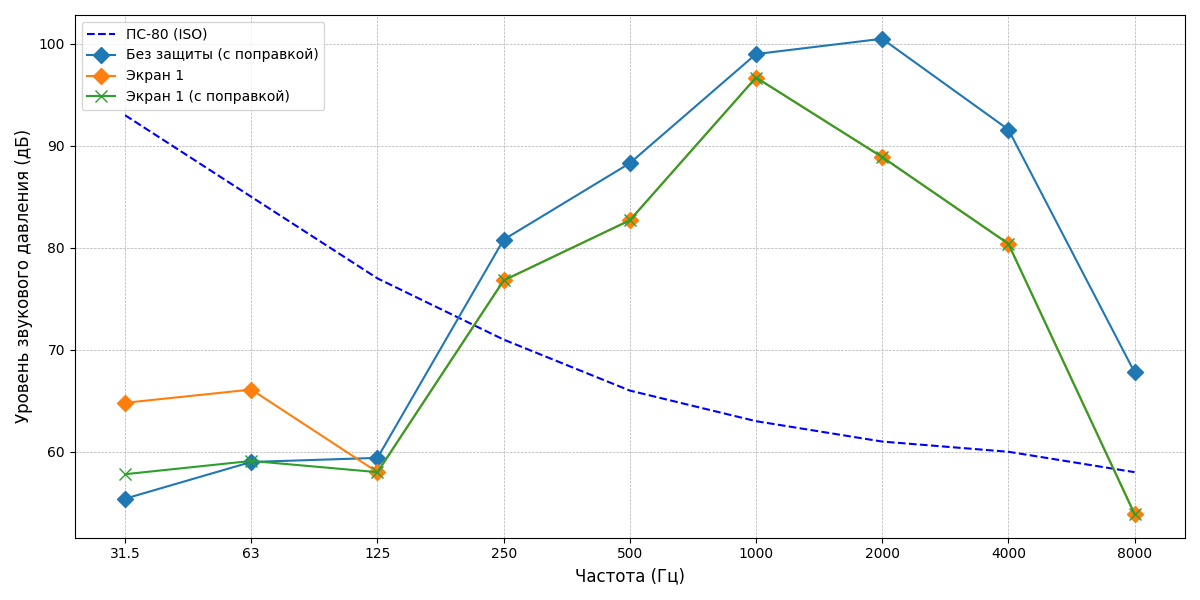 ПС-80 (ISO)
Без защиты (с поправкой)
Экран 1
Экран 1 (с поправкой)
Уровень звукового давления (дБ)
100
90
80
70
60
31.5 63 125 250 500 1000 2000 4000 8000
Частота (Гц)